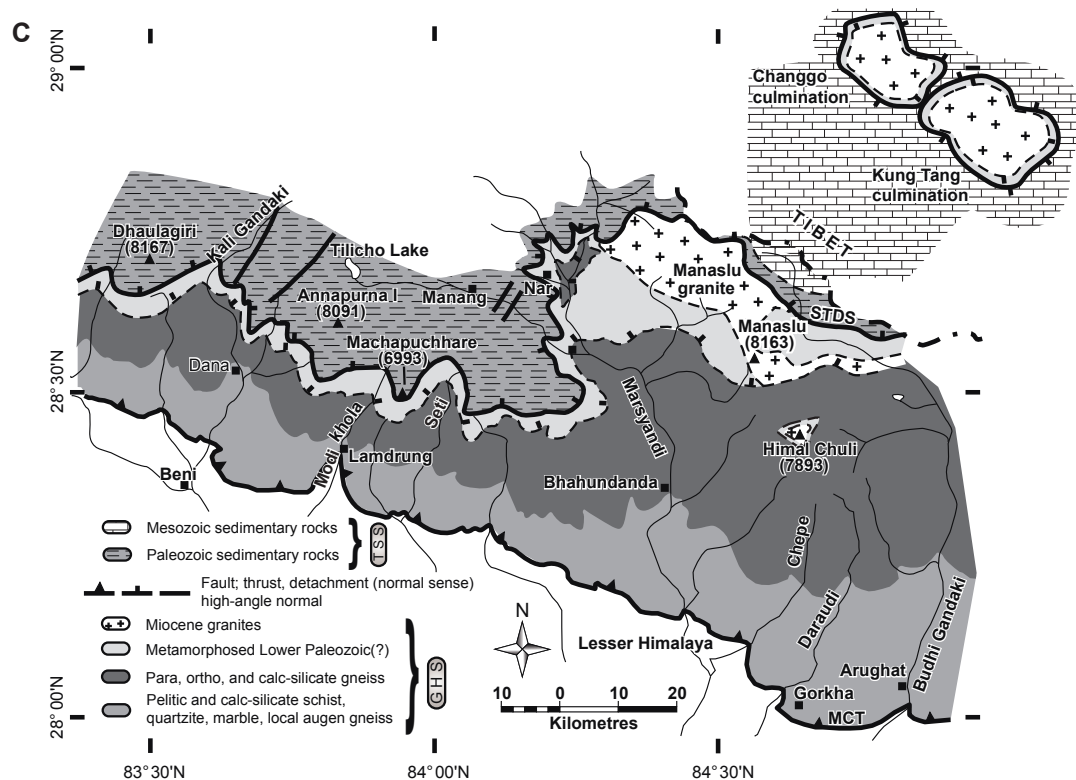 C
29° 00'N
28° 30'N
28° 00'N
Changgo
culmination
Kung Tang
culmination
TIBET
Dhaulagiri
(8167)
Kali Gandaki
Tilicho Lake
Annapurna I
(8091)
Manang
Nar
Manaslu
granite
STDS
Manaslu
(8163)
Machapuchhare
(6993)
Dana
Seti
Marsyandi
Himal Chuli
(7893)
Modi khola
Lamdrung
Beni
Bhahundanda
Chepe
Daraudi
Budhi Gandaki
Arughat
Gorkha
MCT
Lesser Himalaya
Mesozoic sedimentary rocks
Paleozoic sedimentary rocks
TSS
Fault; thrust, detachment (normal sense)
high-angle normal
Miocene granites
Metamorphosed Lower Paleozoic(?)
Para, ortho, and calc-silicate gneiss
Pelitic and calc-silicate schist,
quartzite, marble, local augen gneiss
GHS
N
10 0 10 20
Kilometres
83°30'N
84°00'N
84°30'N